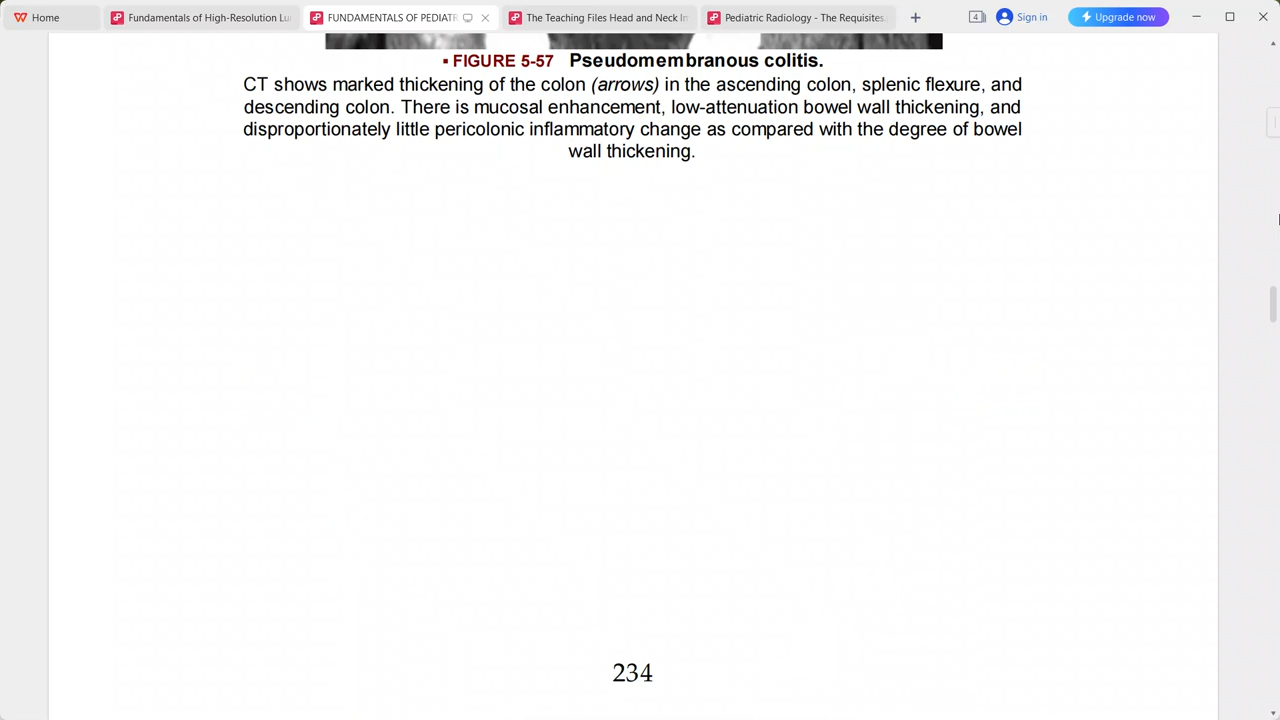 Home
Fundamentals of High-Resolution Lu
FUNDAMENTALS OF PEDIATR
The Teaching Files Head and Neck Im
Pediatric Radiology - The Requisites.
4
Sign in
Upgrade now
▪ FIGURE 5-57 Pseudomembranous colitis.
CT shows marked thickening of the colon (arrows) in the ascending colon, splenic flexure, and
descending colon. There is mucosal enhancement, low-attenuation bowel wall thickening, and
disproportionately little pericolonic inflammatory change as compared with the degree of bowel
wall thickening.
234